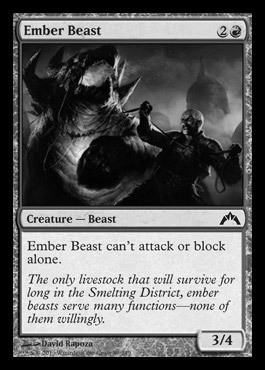 Ember Beast 2
Creature — Beast
Ember Beast can't attack or block
alone.
The only livestock that will survive for
long in the Smelting District, ember
beasts serve many functions—none
of them willingly.
David Rapoza
3/4